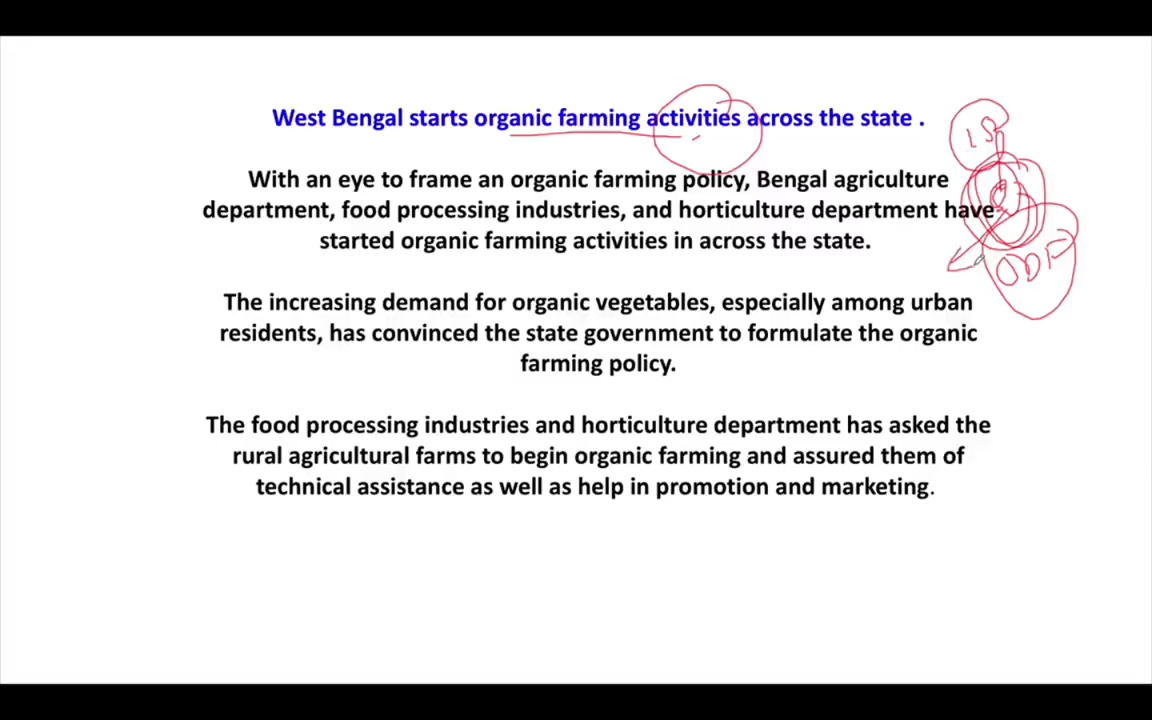 West Bengal starts organic farming activities across the state .
With an eye to frame an organic farming policy, Bengal agriculture
department, food processing industries, and horticulture department have
started organic farming activities in across the state.
The increasing demand for organic vegetables, especially among urban
residents, has convinced the state government to formulate the organic
farming policy.
The food processing industries and horticulture department has asked the
rural agricultural farms to begin organic farming and assured them of
technical assistance as well as help in promotion and marketing.
ODF